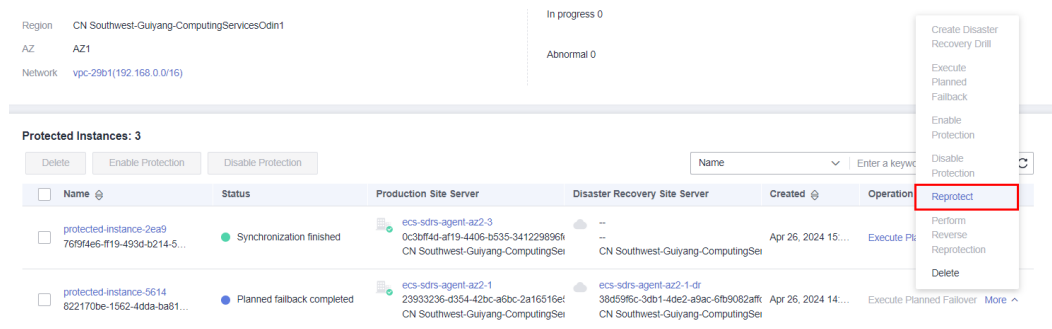 Region CN Southwest-Guiyang-ComputingServicesOdin1
AZ AZ1
Network vpc-29b1(192.168.0.0/16)
In progress 0
Abnormal 0
Create Disaster
Recovery Drill
Execute
Planned
Failback
Enable
Protection
Disable
Protection
Reprotect
Perform
Reverse
Reprotection
Delete
Protected Instances: 3
Delete Enable Protection Disable Protection
Name Enter a keywo
Name Status Production Site Server Disaster Recovery Site Server Created Operation
protected-instance-2ea9
76f9f4e6-ff19-493d-b214-5...
Synchronization finished
ecs-sdrs-agent-az2-3
0c3bff4d-af19-4406-b535-341229896f
CN Southwest-Guiyang-ComputingSer
--
--
CN Southwest-Guiyang-ComputingSer
Apr 26, 2024 15:...
Execute Pla
protected-instance-5614
822170be-1562-4dda-ba81...
Planned failback completed
ecs-sdrs-agent-az2-1
23933236-d354-42bc-a6bc-2a16516e
CN Southwest-Guiyang-ComputingSer
ecs-sdrs-agent-az2-1-dr
38d59f6c-3db1-4de2-a9ac-6fb9082aff
CN Southwest-Guiyang-ComputingSer
Apr 26, 2024 14:...
Execute Planned Failover More